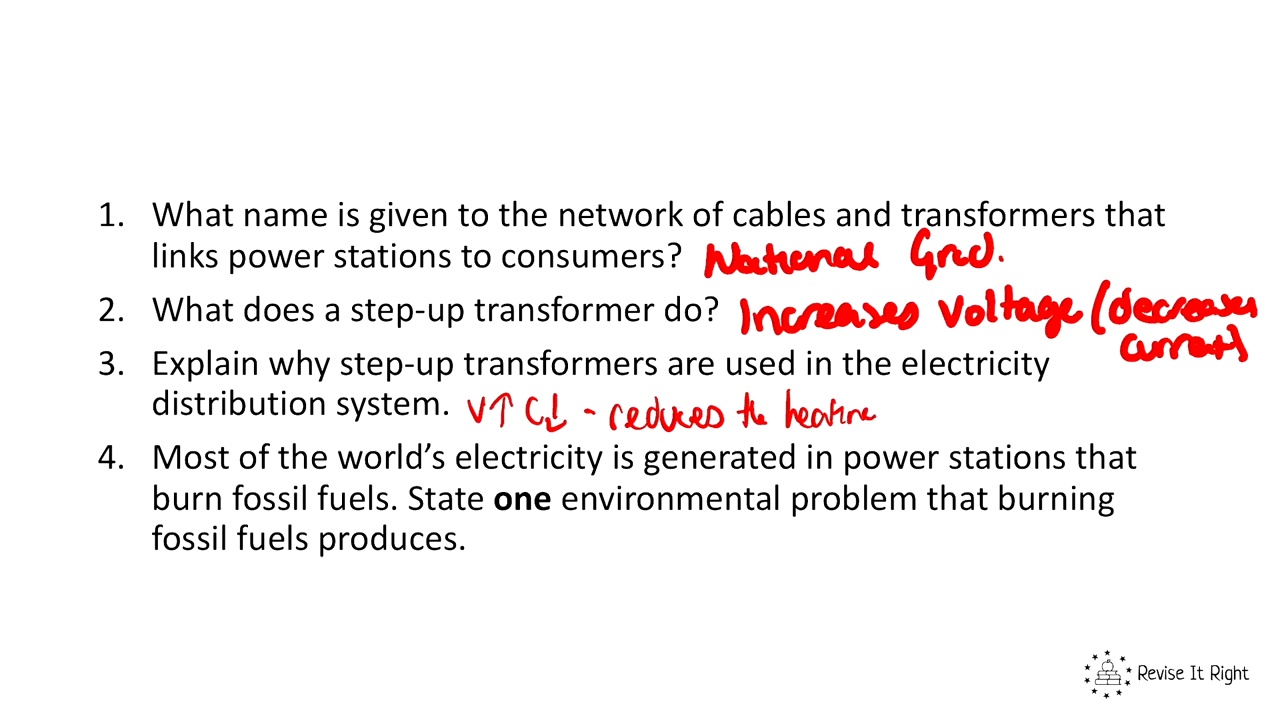 1. What name is given to the network of cables and transformers that
links power stations to consumers? National Grid.
2. What does a step-up transformer do? Increases Voltage (decreases
current)
3. Explain why step-up transformers are used in the electricity
distribution system. V↑ C↓ - reduces the heating
4. Most of the world’s electricity is generated in power stations that
burn fossil fuels. State one environmental problem that burning
fossil fuels produces.
Revise It Right